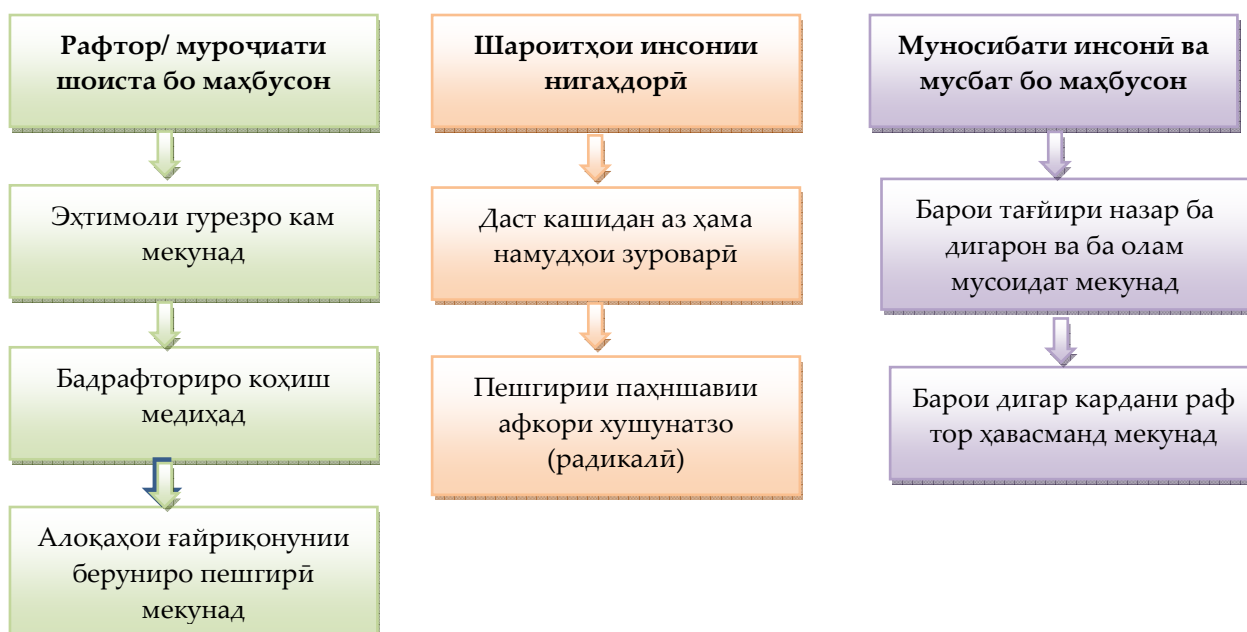 Рафтор/ муроҷиати
шоиста бо маҳбусон
Эҳтимоли гурезро кам
мекунад
Бадрафториро коҳиш
медиҳад
Алоқаҳои ғайриқонунии
беруниро пешгирӣ
мекунад
Шароитҳои инсонии
нигаҳдорӣ
Даст кашидан аз ҳама
намудҳои зуроварӣ
Пешгирии паҳншавии
афкори хушунатзо
(радикалӣ)
Муносибати инсонӣ ва
мусбат бо маҳбусон
Барои тағйири назар ба
дигарон ва ба олам
мусоидат мекунад
Барои дигар кардани раф
тор ҳавасманд мекунад